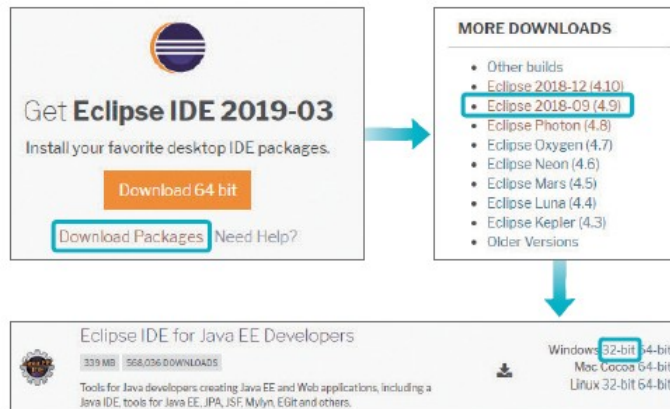 Get Eclipse IDE 2019-03
Install your favorite desktop IDE packages.
Download 64 bit
Download Packages Need Help?
MORE DOWNLOADS
Other builds
Eclipse 2018-12 (4.10)
Eclipse 2018-09 (4.9)
Eclipse Photon (4.8)
Eclipse Oxygen (4.7)
Eclipse Neon (4.6)
Eclipse Mars (4.5)
Eclipse Luna (4.4)
Eclipse Kepler (4.3)
Older Versions
Eclipse IDE for Java EE Developers
339 MB 568,036 DOWNLOADS
Tools for Java developers creating Java EE and Web applications, including a
Java IDE, tools for Java EE, JPA, JSF, Mylyn, EGit and others.
Windows 32-bit 64-bit
Mac Cocoa 64-bit
Linux 32-bit 64-bit